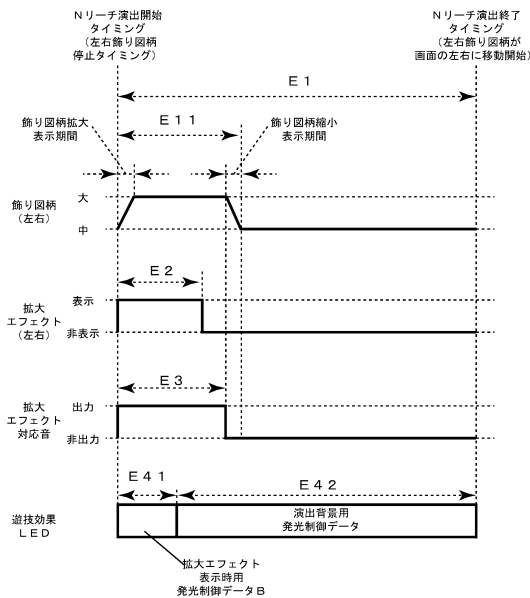 Nリーチ演出開始
タイミング
(左右飾り図柄
停止タイミング)
Nリーチ演出終了
タイミング
(左右飾り図柄が
画面の左右に移動開始)
E1
E11
飾り図柄拡大
表示期間
飾り図柄縮小
表示期間
飾り図柄
(左右)
大
中
E2
拡大
エフェクト
(左右)
表示
非表示
E3
拡大
エフェクト
対応音
出力
非出力
E41
E42
遊技効果
LED
演出背景用
発光制御データ
拡大エフェクト
表示時用
発光制御データB